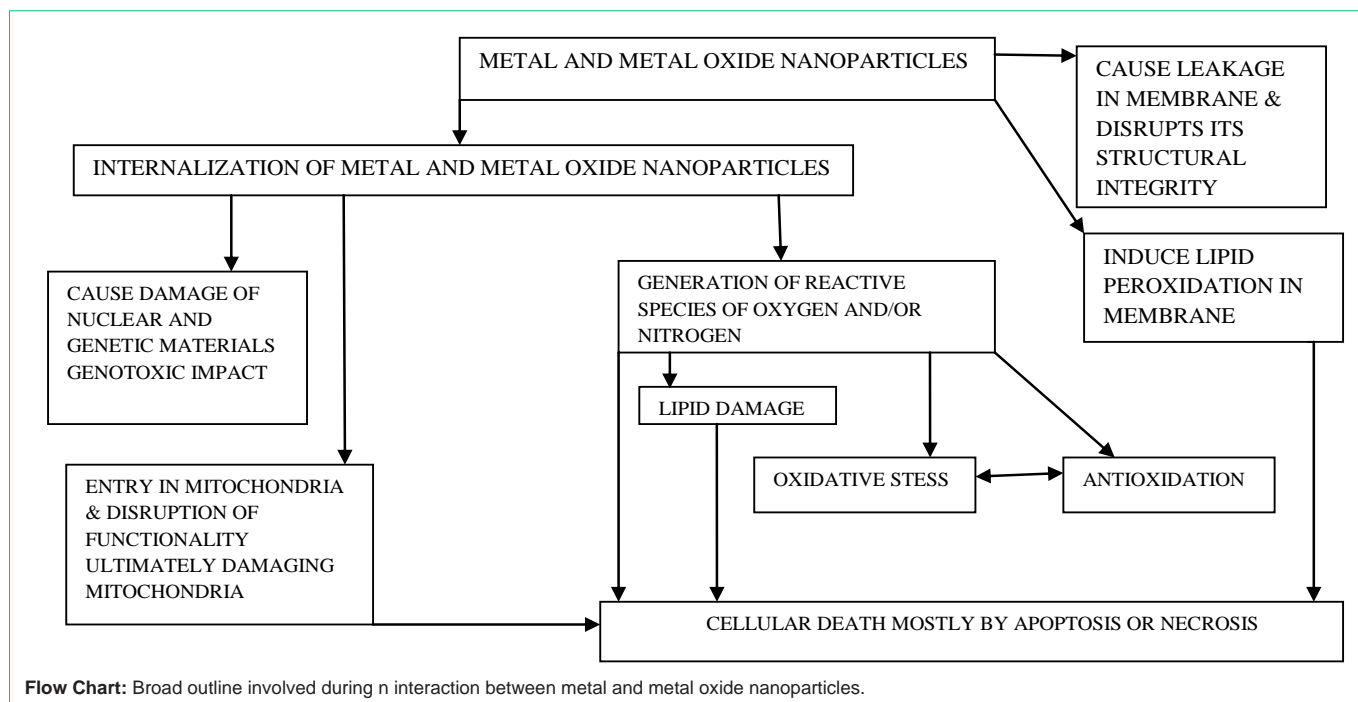 METAL AND METAL OXIDE NANOPARTICLES
CAUSE LEAKAGE
IN MEMBRANE &
DISRUPTS ITS
STRUCTURAL
INTEGRITY
INTERNALIZATION OF METAL AND METAL OXIDE NANOPARTICLES
INDUCE LIPID
PEROXIDATION IN
MEMBRANE
GENERATION OF REACTIVE
SPECIES OF OXYGEN AND/OR
NITROGEN
CAUSE DAMAGE OF
NUCLEAR AND
GENETIC MATERIALS
GENOTOXIC IMPACT
LIPID DAMAGE
OXIDATIVE STESS
ANTIOXIDATION
ENTRY IN MITOCHONDRIA
& DISRUPTION OF
FUNCTIONALITY
ULTIMATELY DAMAGING
MITOCHONDRIA
CELLULAR DEATH MOSTLY BY APOPTOSIS OR NECROSIS
Flow Chart: Broad outline involved during n interaction between metal and metal oxide nanoparticles.